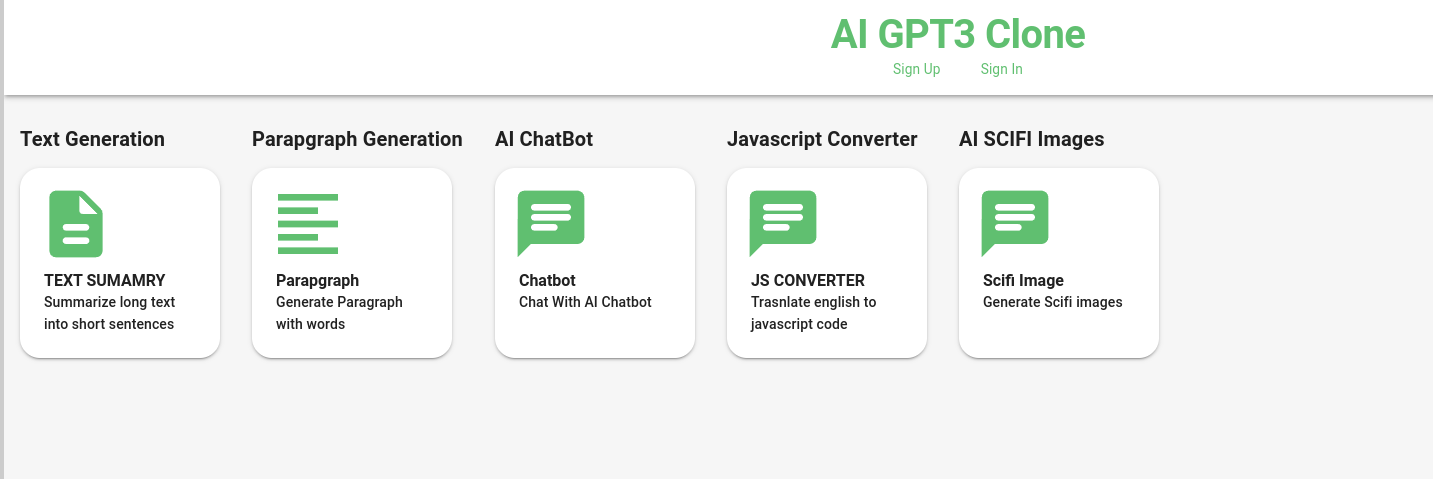 AI GPT3 Clone
Sign Up Sign In
Text Generation
Parapgraph Generation
AI ChatBot
Javascript Converter
AI SCIFI Images
TEXT SUMAMRY
Summarize long text
into short sentences
Parapgraph
Generate Paragraph
with words
Chatbot
Chat With AI Chatbot
JS CONVERTER
Trasnlate english to
javascript code
Scifi Image
Generate Scifi images